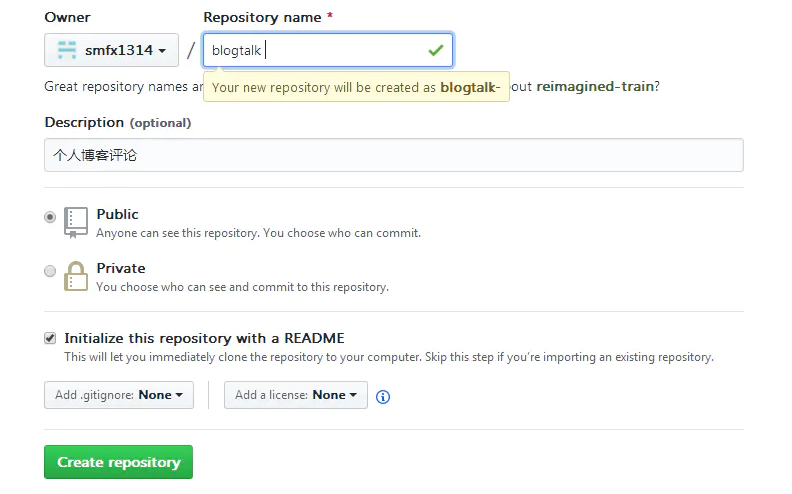 Owner Repository name *
smfx1314 / blogtalk
Great repository names ar Your new repository will be created as blogtalk- out reimagined-train?
Description (optional)
个人博客评论
Public
Anyone can see this repository. You choose who can commit.
Private
You choose who can see and commit to this repository.
Initialize this repository with a README
This will let you immediately clone the repository to your computer. Skip this step if you’re importing an existing repository.
Add .gitignore: None Add a license: None
Create repository